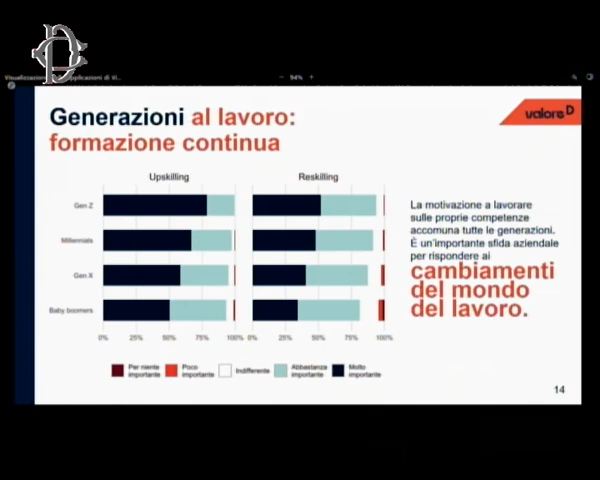 94%
Generazioni al lavoro:
formazione continua
valore D
Upskilling
Reskilling
Gen Z
Millennials
Gen X
Baby boomers
0% 25% 50% 75% 100% 0% 25% 50% 75% 100%
Per niente
importante
Poco
importante
Indifferente
Abbastanza
importante
Molto
importante
La motivazione a lavorare
sulle proprie competenze
accomuna tutte le generazioni.
È un'importante sfida aziendale
per rispondere ai
cambiamenti
del mondo
del lavoro.
14